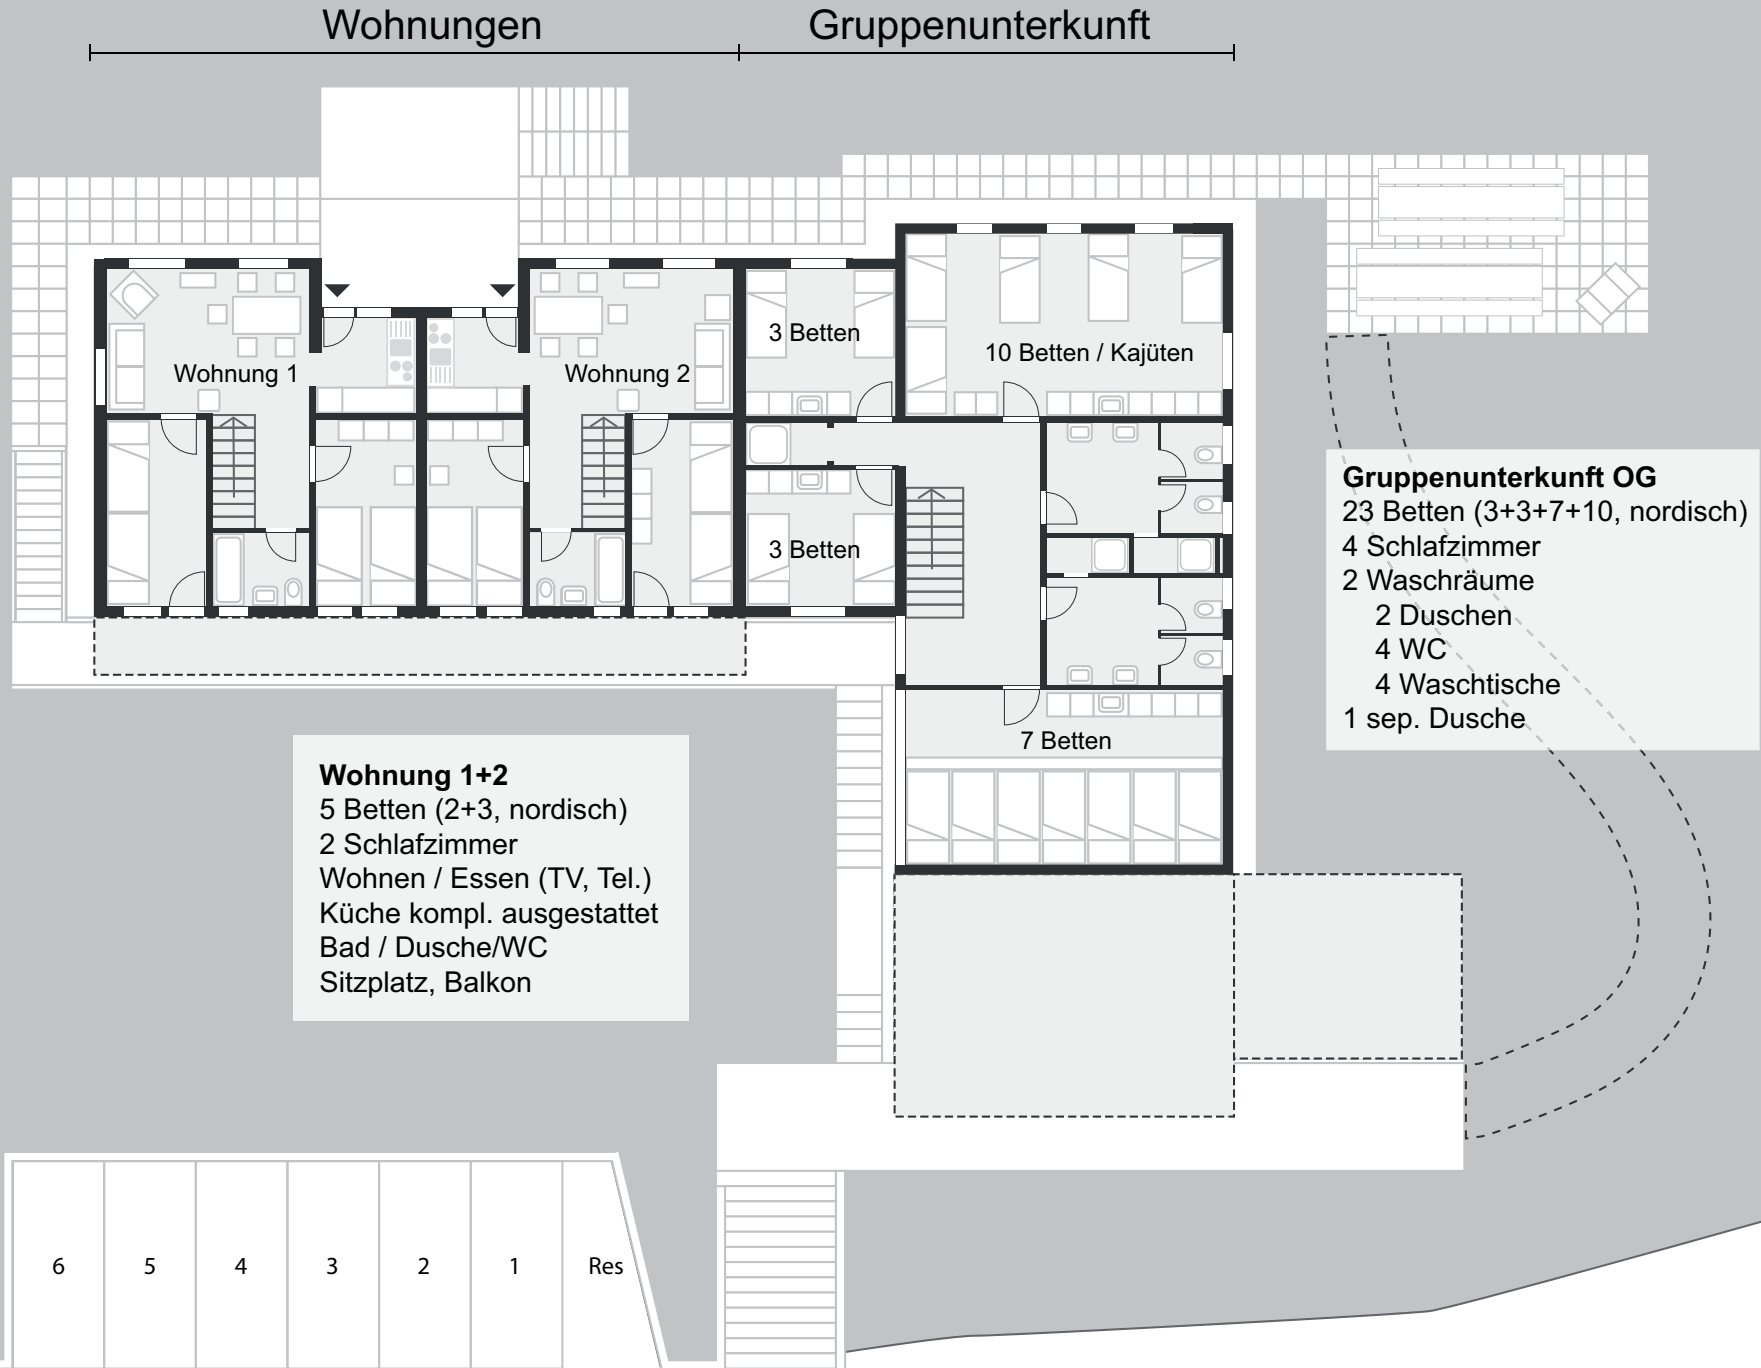 Wohnungen
Gruppenunterkunft
3 Betten
10 Betten / Kajüten
Wohnung 1
Wohnung 2
3 Betten
7 Betten
Gruppenunterkunft OG
23 Betten (3+3+7+10, nordisch)
4 Schlafzimmer
2 Waschräume
2 Duschen
4 WC
4 Waschtische
1 sep. Dusche
Wohnung 1+2
5 Betten (2+3, nordisch)
2 Schlafzimmer
Wohnen / Essen (TV, Tel.)
Küche kompl. ausgestattet
Bad / Dusche/WC
Sitzplatz, Balkon
6
5
4
3
2
1
Res